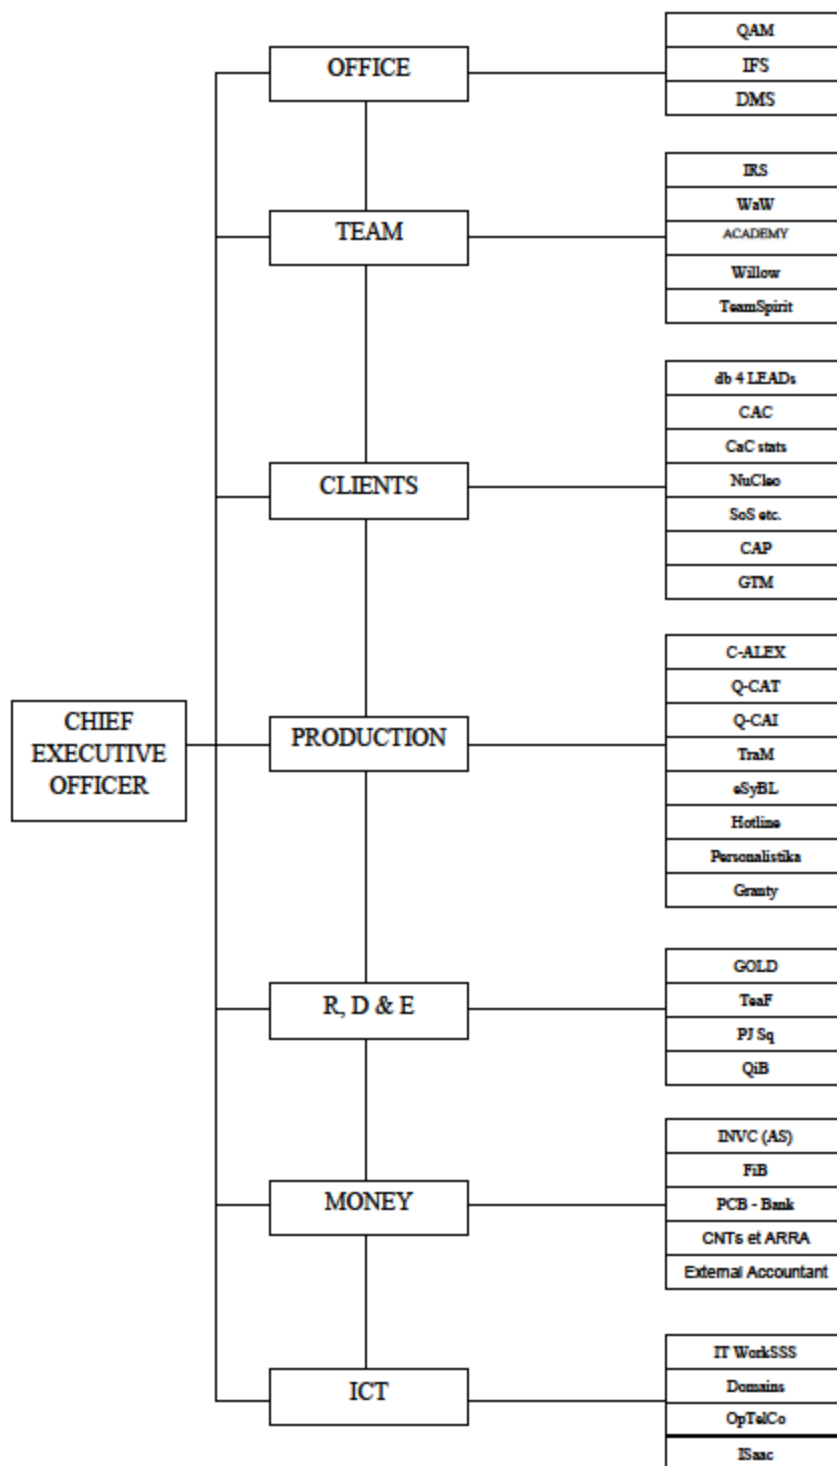 CHIEF
EXECUTIVE
OFFICER
OFFICE
QAM
IFS
DMS
TEAM
IRS
WaW
ACADEMY
Willow
TeamSpirit
CLIENTS
db 4 LEADs
CAC
CaC stats
NuCleo
SoS etc.
CAP
GTM
PRODUCTION
C-ALEX
Q-CAT
Q-CAI
TraM
eSyBL
Hotline
Personalistika
Granty
R, D & E
GOLD
TeaF
PJ Sq
QiB
MONEY
INVC (AS)
FiB
PCB - Bank
CNTs et ARRA
External Accountant
ICT
IT WorkSSS
Domains
OpTelCo
ISaac